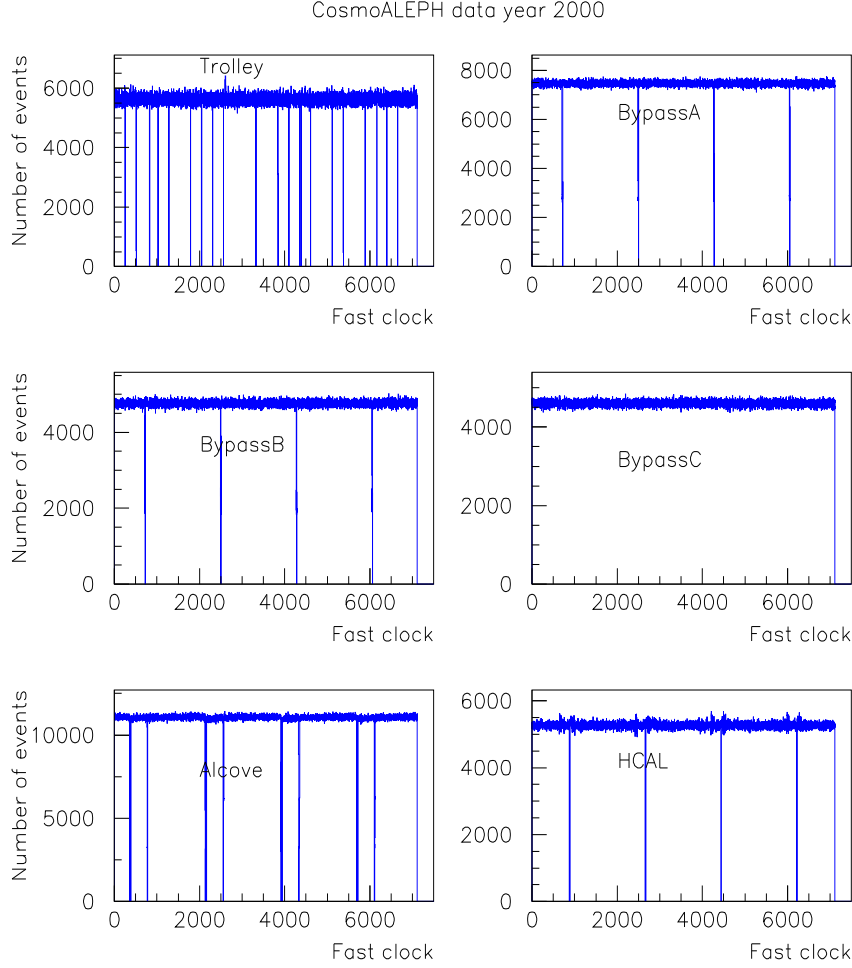 CosmoALEPH data year 2000
Number of events
6000
4000
2000
0
Trolley
0 2000 4000 6000
Fast clock
8000
6000
4000
2000
0
BypassA
0 2000 4000 6000
Fast clock
Number of events
4000
2000
0
BypassB
0 2000 4000 6000
Fast clock
4000
2000
0
BypassC
0 2000 4000 6000
Fast clock
Number of events
10000
5000
0
Alcove
0 2000 4000 6000
Fast clock
6000
4000
2000
0
HCAL
0 2000 4000 6000
Fast clock